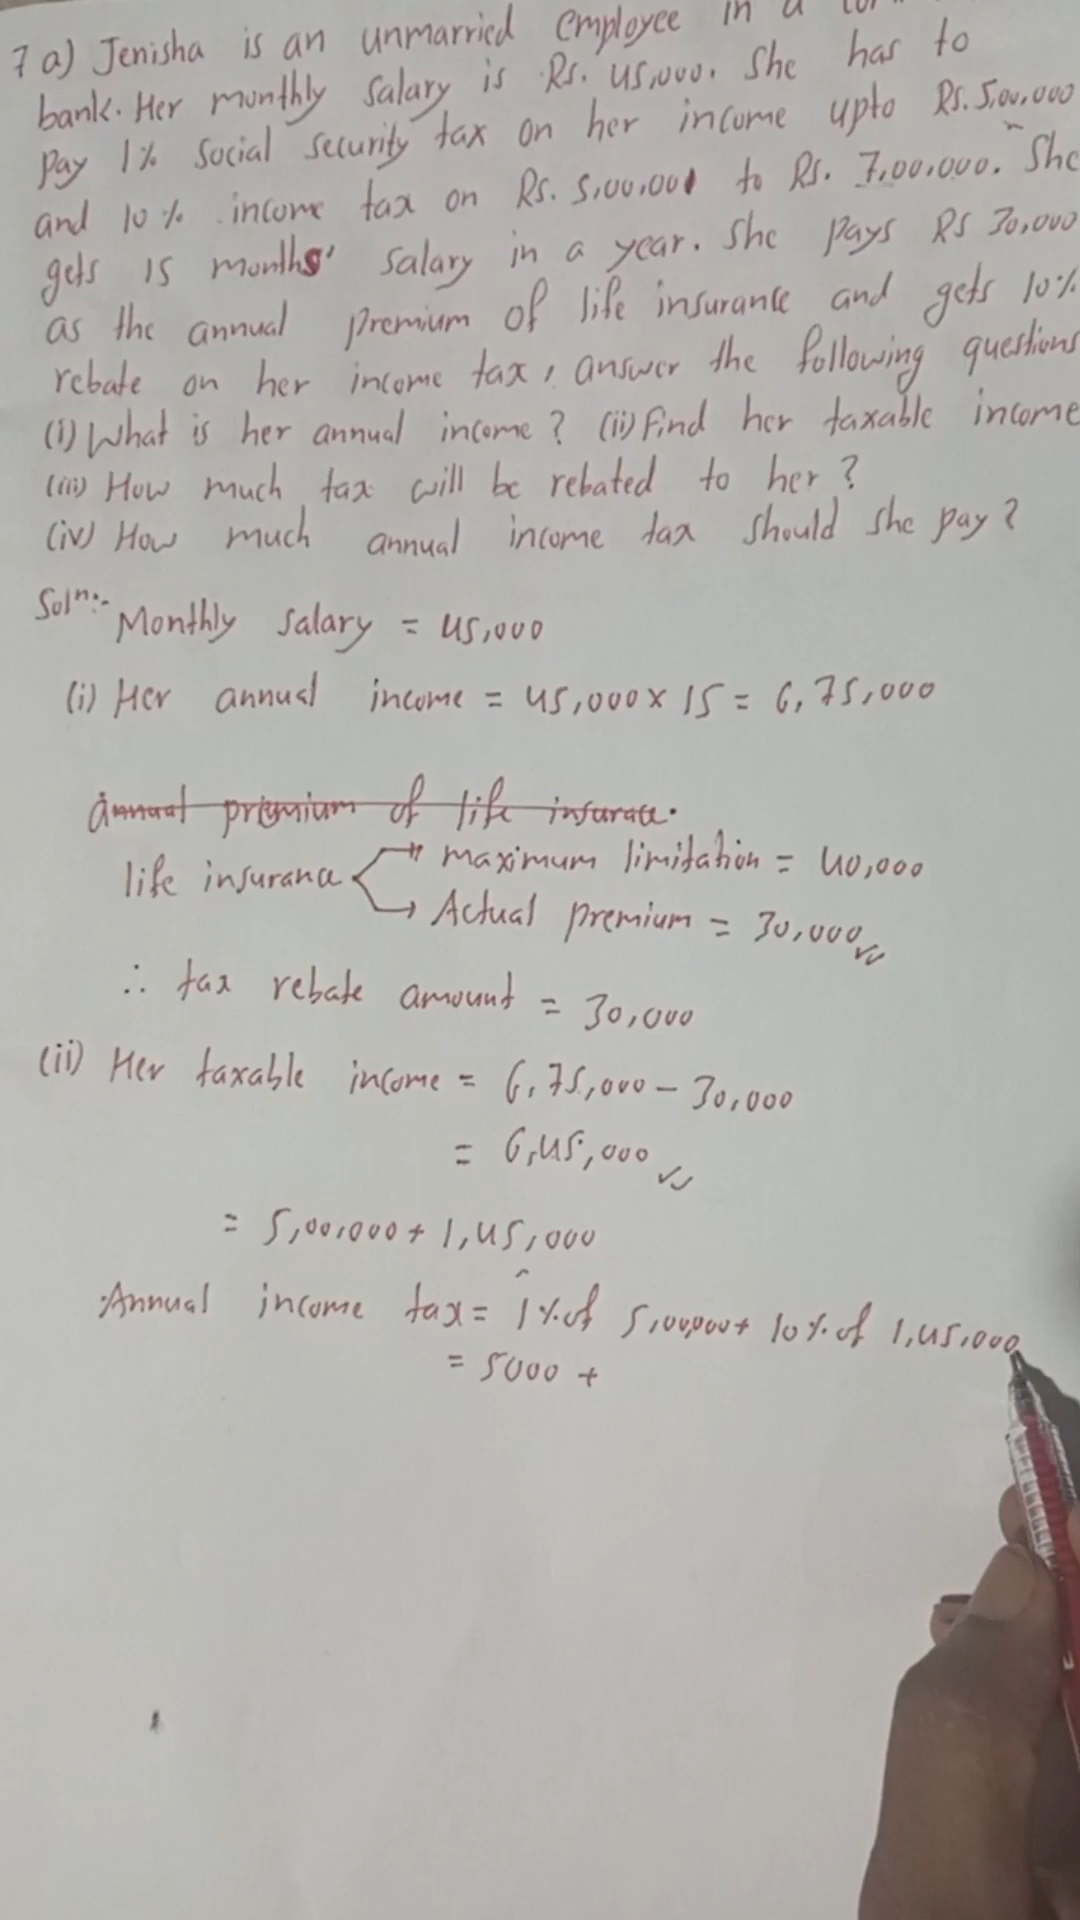 7 a) Jenisha is an unmarried employee in a
bank. Her monthly salary is Rs. 45,000. She has to
pay 1% social security tax on her income upto Rs. 5,00,000
and 10% income tax on Rs. 5,00,001 to Rs. 7,00,000. She
gets 15 months' salary in a year. She pays RS 30,000
as the annual premium of life insurance and gets 10%
rebate on her income tax, answer the following questions
(i) What is her annual income? (ii) Find her taxable income
(iii) How much tax will be rebated to her?
(iv) How much annual income tax should she pay?
Solⁿ:- Monthly salary = 45,000
(i) Her annual income = 45,000 x 15 = 6,75,000
Annual premium of life insurace.
life insurance → maximum limitation = 40,000
→ Actual premium = 30,000
∴ tax rebate amount = 30,000
(ii) Her taxable income = 6,75,000 - 30,000
= 6,45,000
= 5,00,000 + 1,45,000
Annual income tax = 1% of 5,00,000 + 10% of 1,45,000
= 5000 +